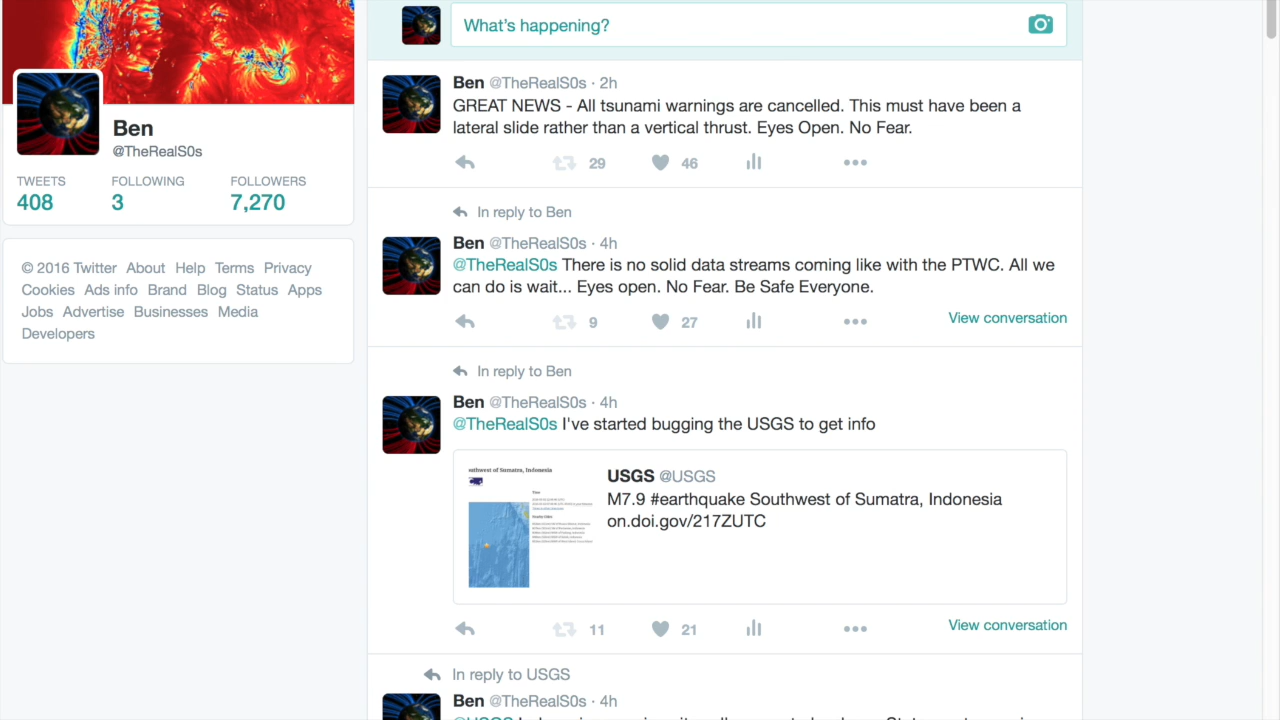 What's happening?
Ben
@TheRealS0s
TWEETS FOLLOWING FOLLOWERS
408 3 7,270
© 2016 Twitter About Help Terms Privacy
Cookies Ads info Brand Blog Status Apps
Jobs Advertise Businesses Media
Developers
Ben @TheRealS0s · 2h
GREAT NEWS - All tsunami warnings are cancelled. This must have been a
lateral slide rather than a vertical thrust. Eyes Open. No Fear.
29 46
In reply to Ben
Ben @TheRealS0s · 4h
@TheRealS0s There is no solid data streams coming like with the PTWC. All we
can do is wait... Eyes open. No Fear. Be Safe Everyone.
9 27 View conversation
In reply to Ben
Ben @TheRealS0s · 4h
@TheRealS0s I've started bugging the USGS to get info
uthwest of Sumatra, Indonesia
USGS @USGS
M7.9 #earthquake Southwest of Sumatra, Indonesia
on.doi.gov/217ZUTC
11 21 View conversation
In reply to USGS
Ben @TheRealS0s · 4h